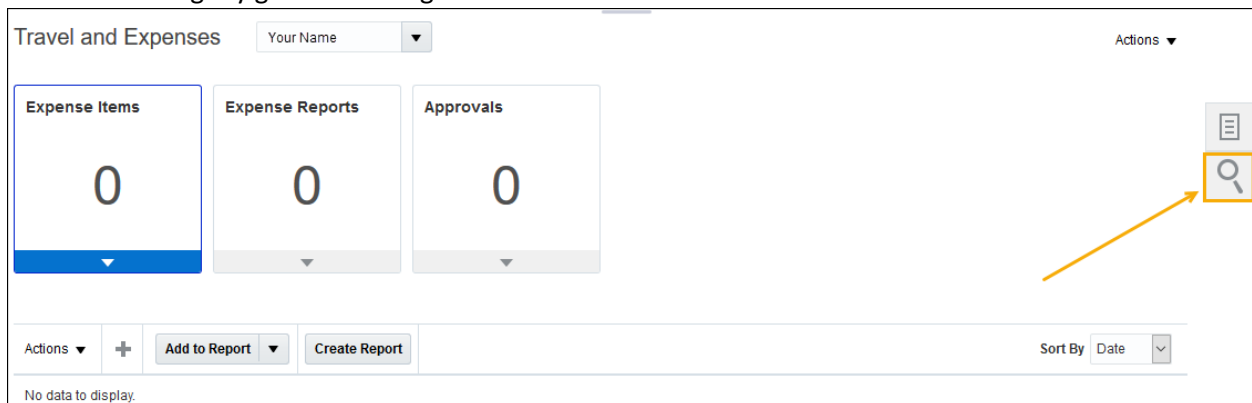 Travel and Expenses Your Name Actions
Expense Items Expense Reports Approvals
0 0 0
Actions Add to Report Create Report Sort By Date
No data to display.